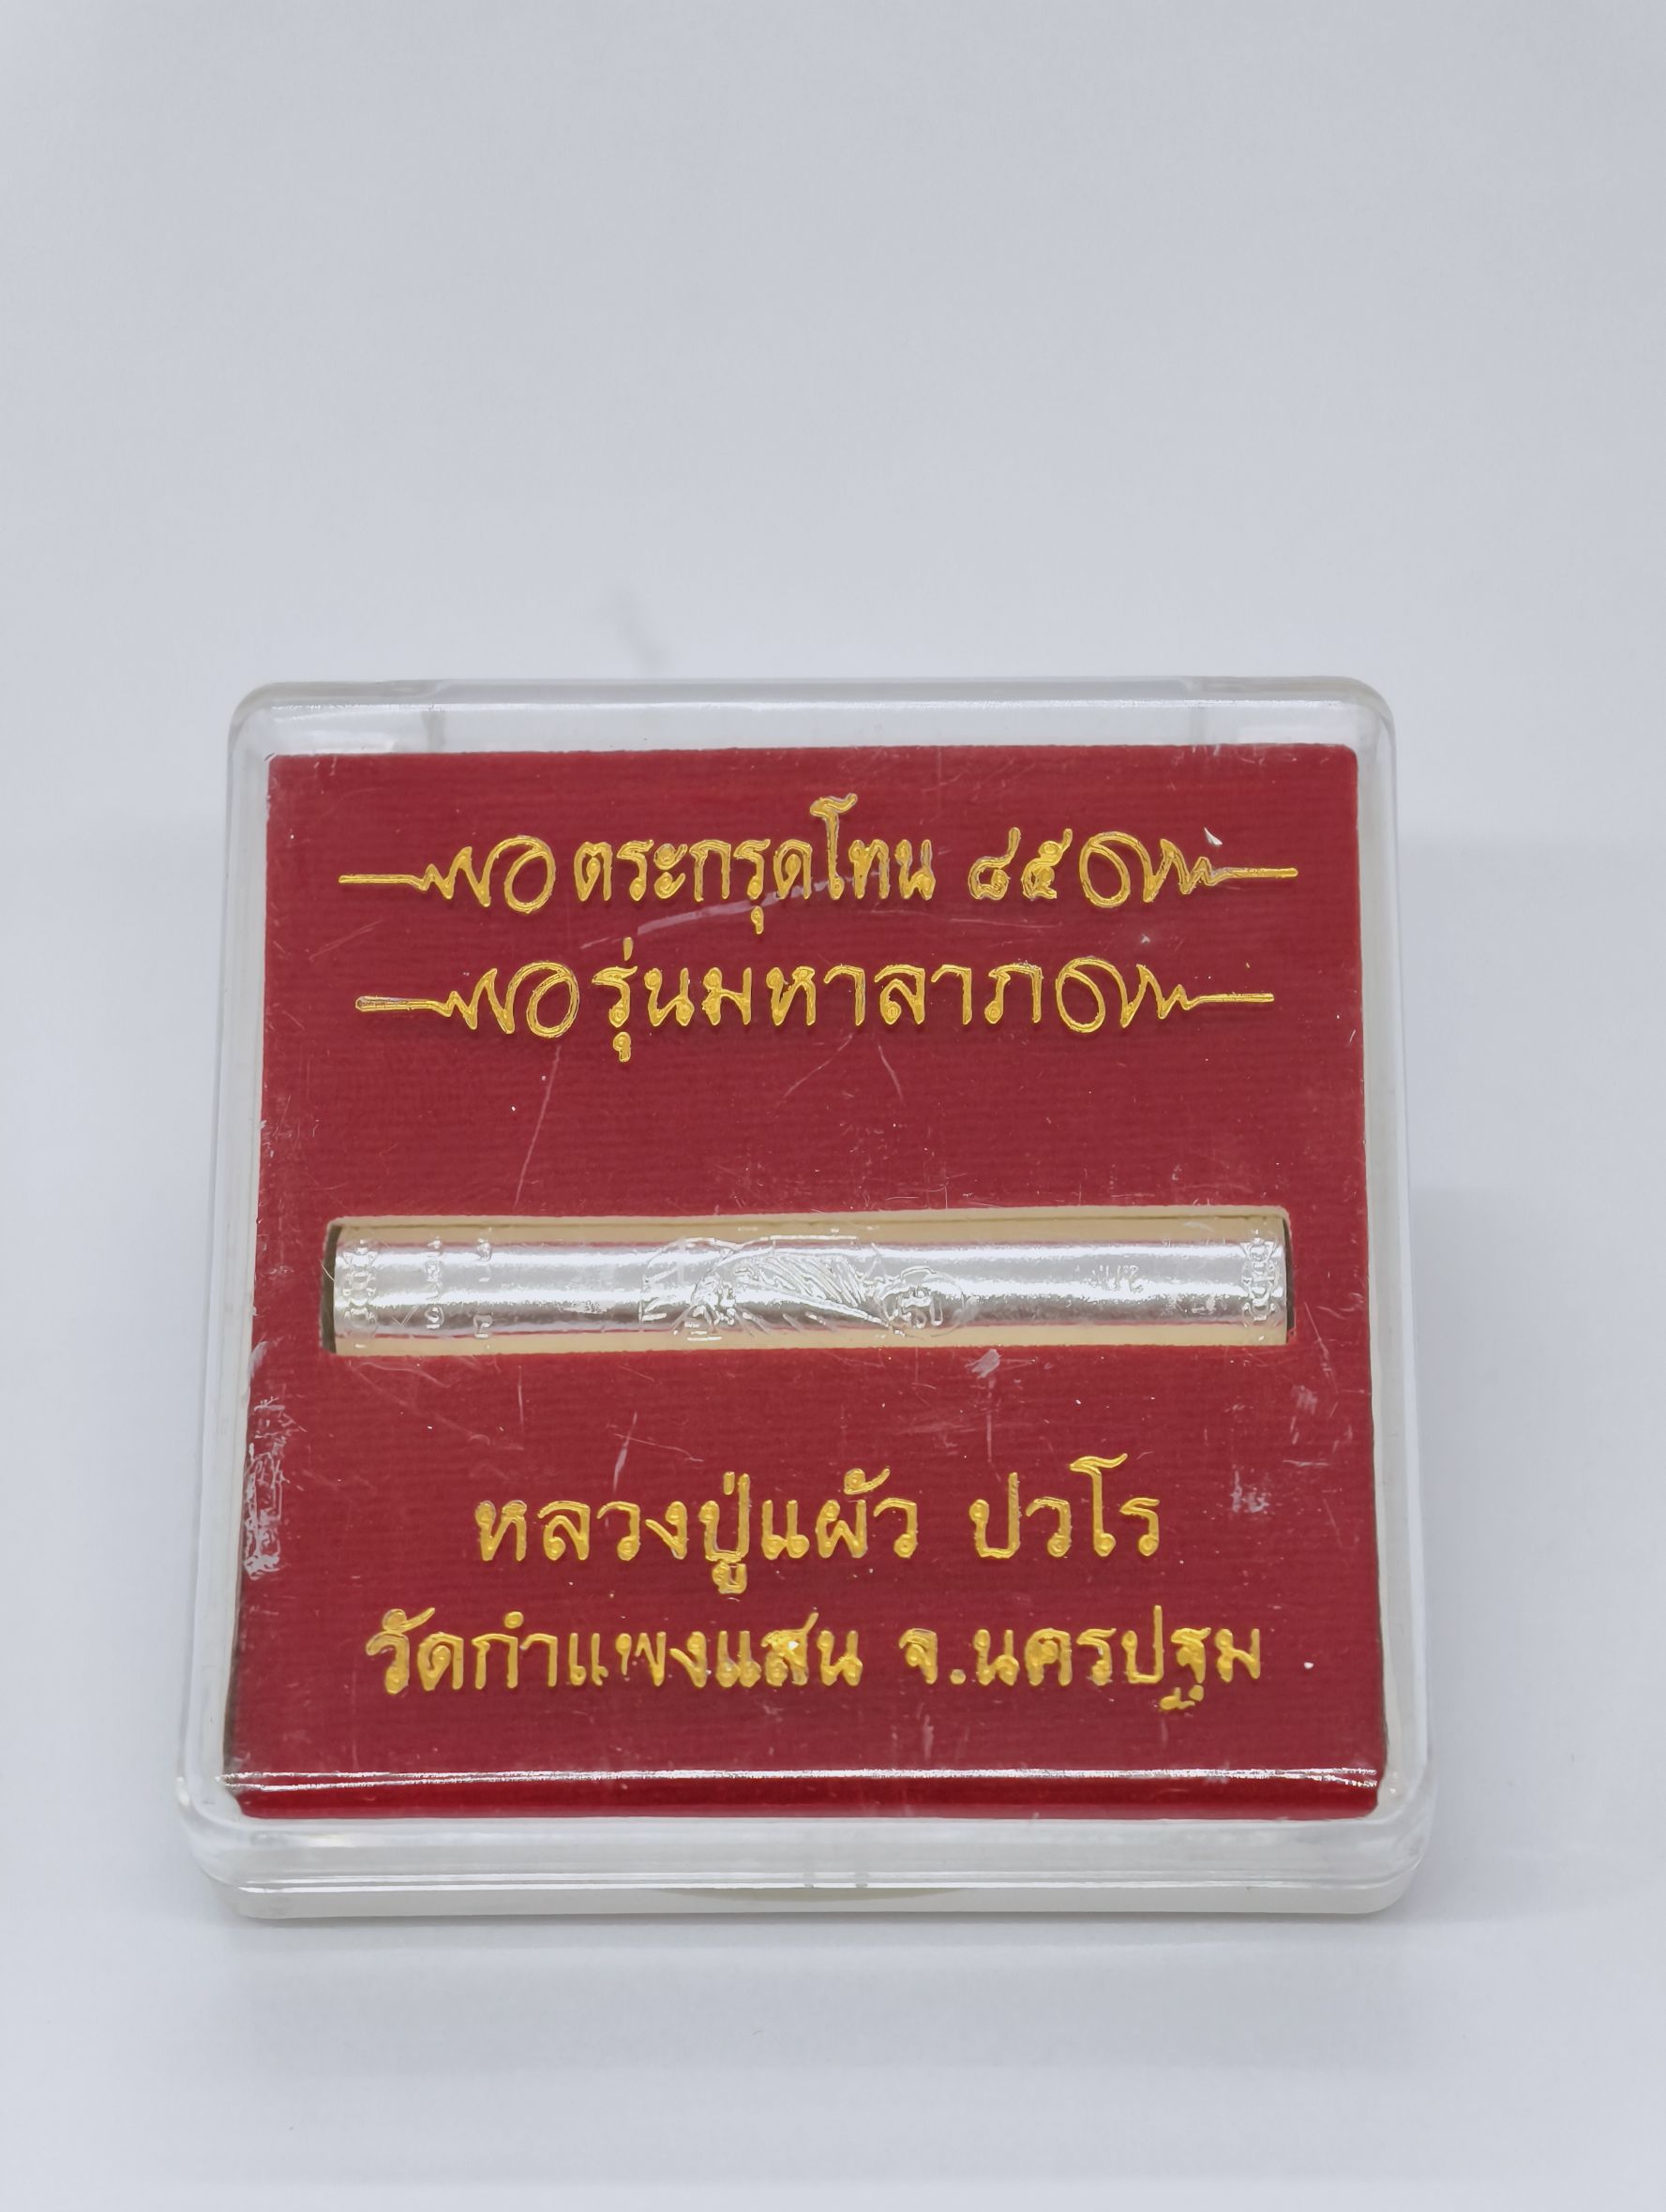 ตระกรุดโทน ๘๕
รุ่นมหาลาภ
หลวงปู่แผ้ว ปวโร
วัดกำแพงแสน จ.นครปฐม